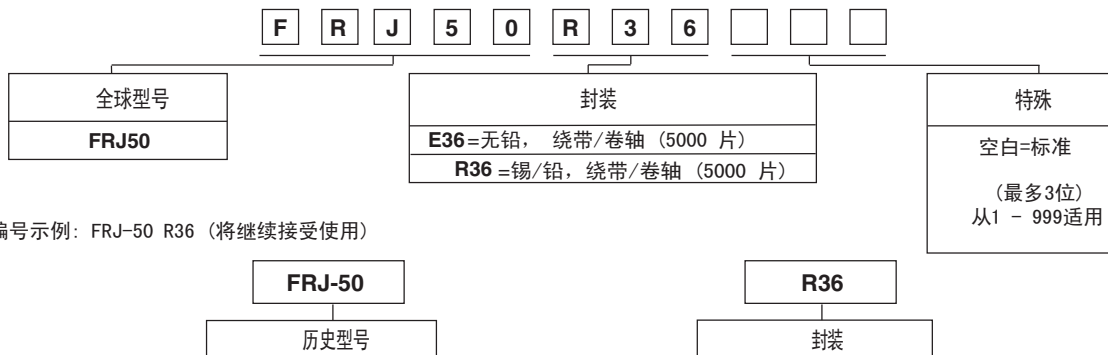 F R J 5 0 R 3 6
全球型号
FRJ50
封装
E36=无铅, 绕带/卷轴 (5000 片)
R36 =锡/铅, 绕带/卷轴 (5000 片)
特殊
空白=标准
(最多3位)
从1 - 999适用
编号示例: FRJ-50 R36 (将继续接受使用)
FRJ-50
R36
历史型号
封装